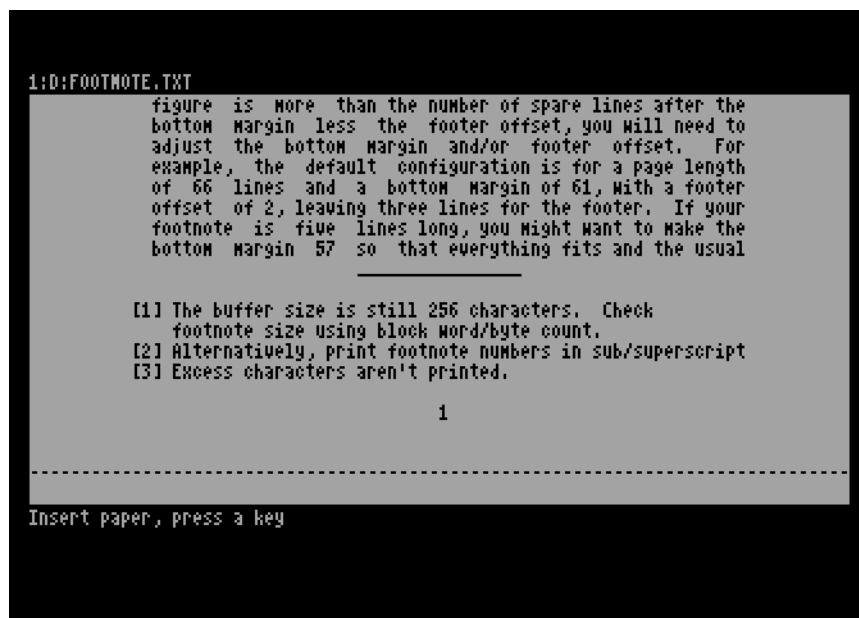 1:D:FOOTNOTE.TXT
figure is more than the number of spare lines after the
bottom margin less the footer offset, you will need to
adjust the bottom margin and/or footer offset. For
example, the default configuration is for a page length
of 66 lines and a bottom margin of 61, with a footer
offset of 2, leaving three lines for the footer. If your
footnote is five lines long, you might want to make the
bottom margin 57 so that everything fits and the usual
[1] The buffer size is still 256 characters. Check
footnote size using block word/byte count.
[2] Alternatively, print footnote numbers in sub/superscript
[3] Excess characters aren't printed.
1
Insert paper, press a key